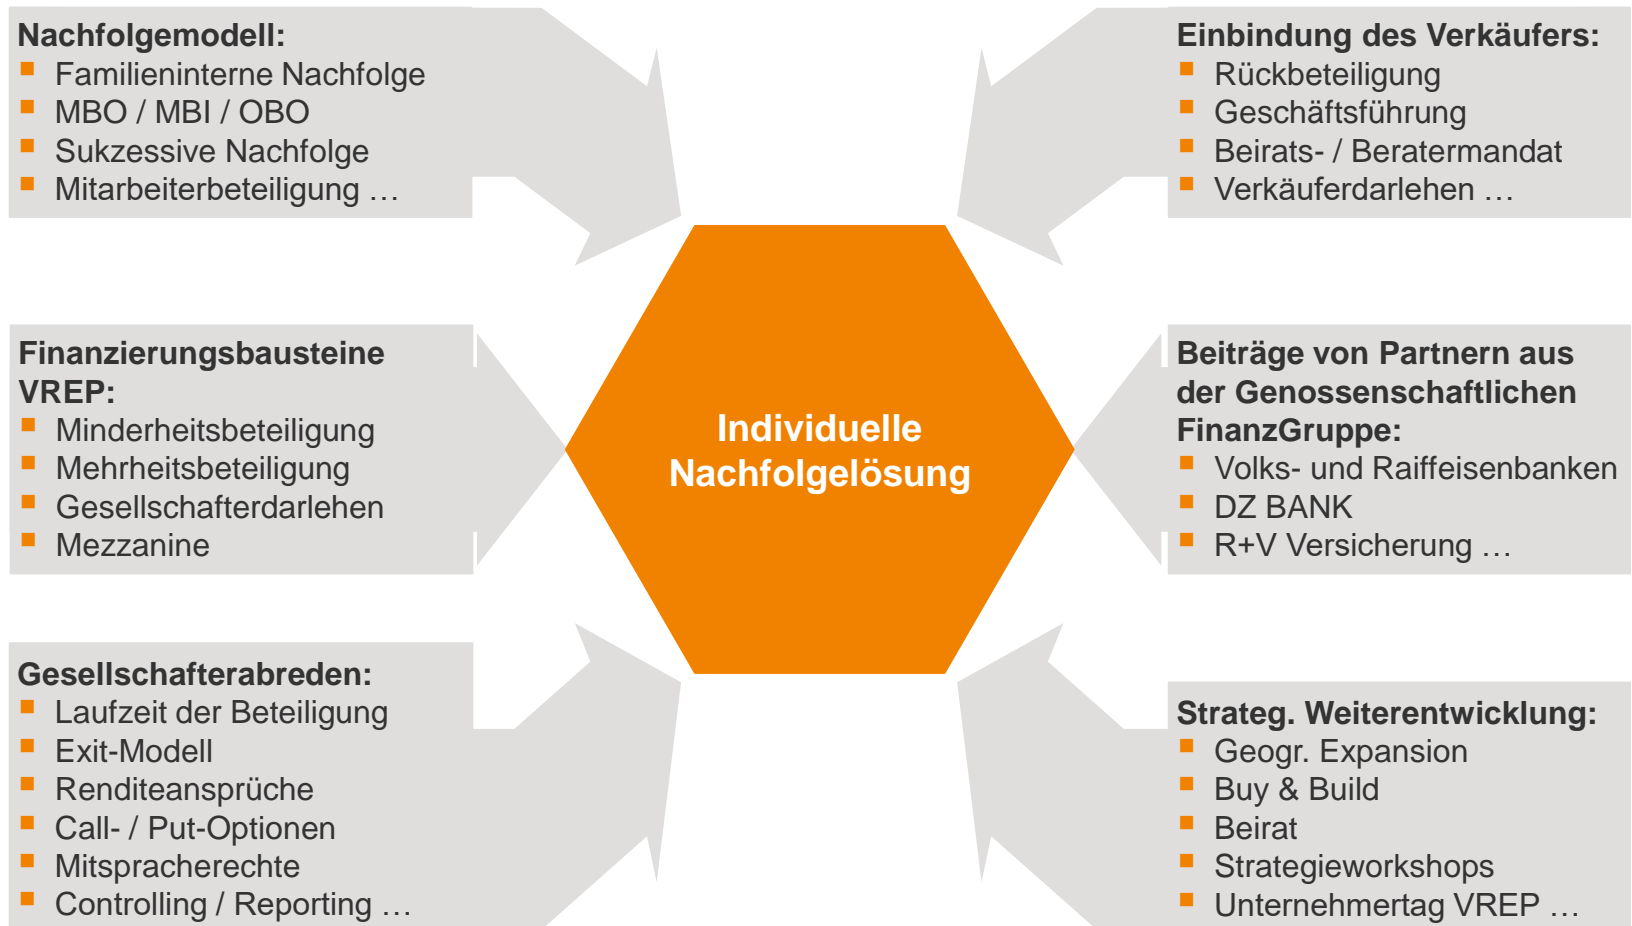 Nachfolgemodell:
Familieninterne Nachfolge
MBO / MBI / OBO
Sukzessive Nachfolge
Mitarbeiterbeteiligung …
Einbindung des Verkäufers:
Rückbeteiligung
Geschäftsführung
Beirats- / Beratermandat
Verkäuferdarlehen …
Finanzierungsbausteine
VREP:
Minderheitsbeteiligung
Mehrheitsbeteiligung
Gesellschafterdarlehen
Mezzanine
Individuelle
Nachfolgelösung
Beiträge von Partnern aus
der Genossenschaftlichen
FinanzGruppe:
Volks- und Raiffeisenbanken
DZ BANK
R+V Versicherung …
Gesellschafterabreden:
Laufzeit der Beteiligung
Exit-Modell
Renditeansprüche
Call- / Put-Optionen
Mitspracherechte
Controlling / Reporting …
Strateg. Weiterentwicklung:
Geogr. Expansion
Buy & Build
Beirat
Strategieworkshops
Unternehmertag VREP …